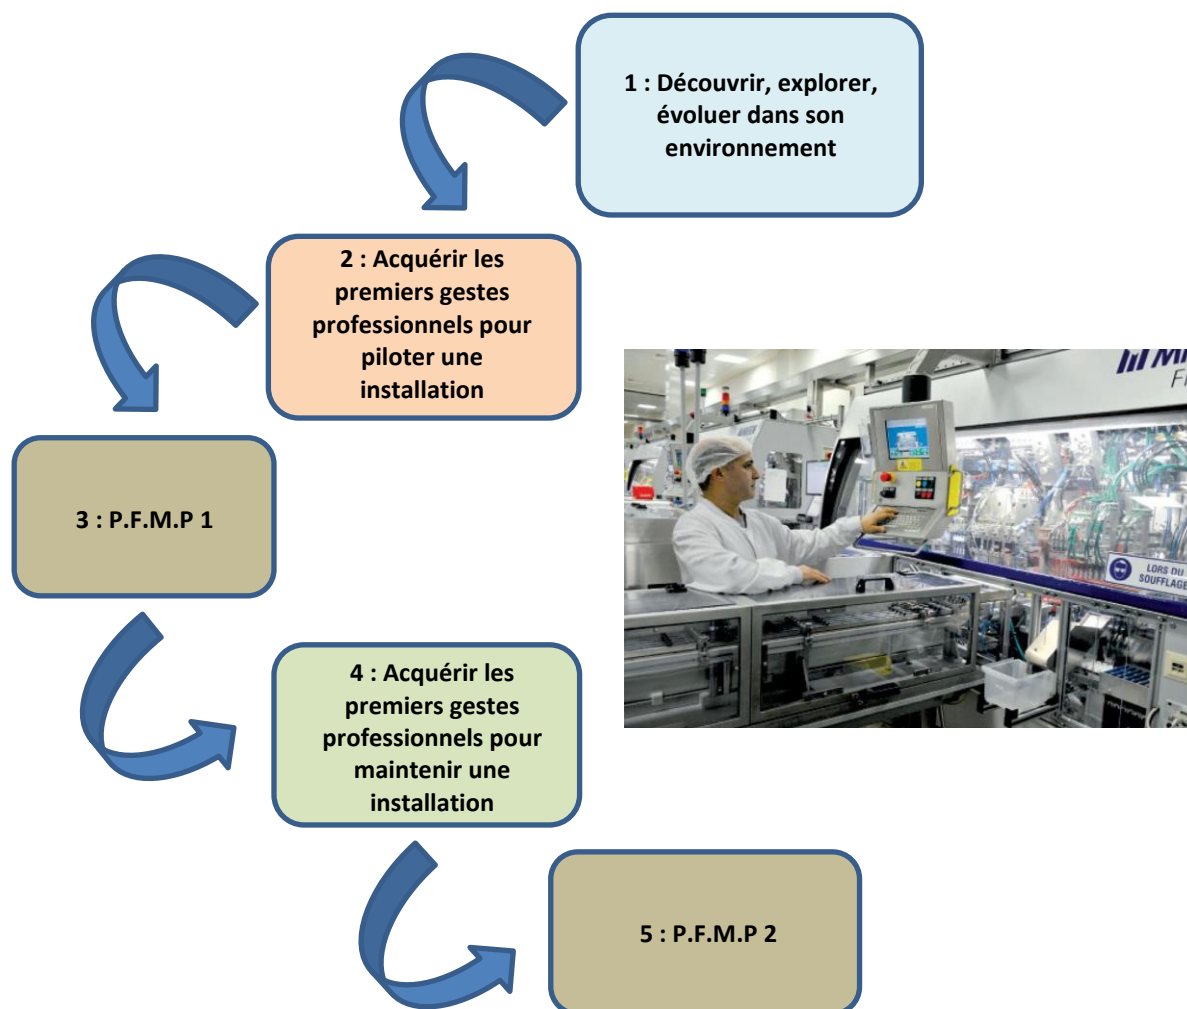 1 : Découvrir, explorer,
évoluer dans son
environnement
2 : Acquérir les
premiers gestes
professionnels pour
piloter une
installation
3 : P.F.M.P 1
4 : Acquérir les
premiers gestes
professionnels pour
maintenir une
installation
5 : P.F.M.P 2
LORS DU
SOUFFLAGE